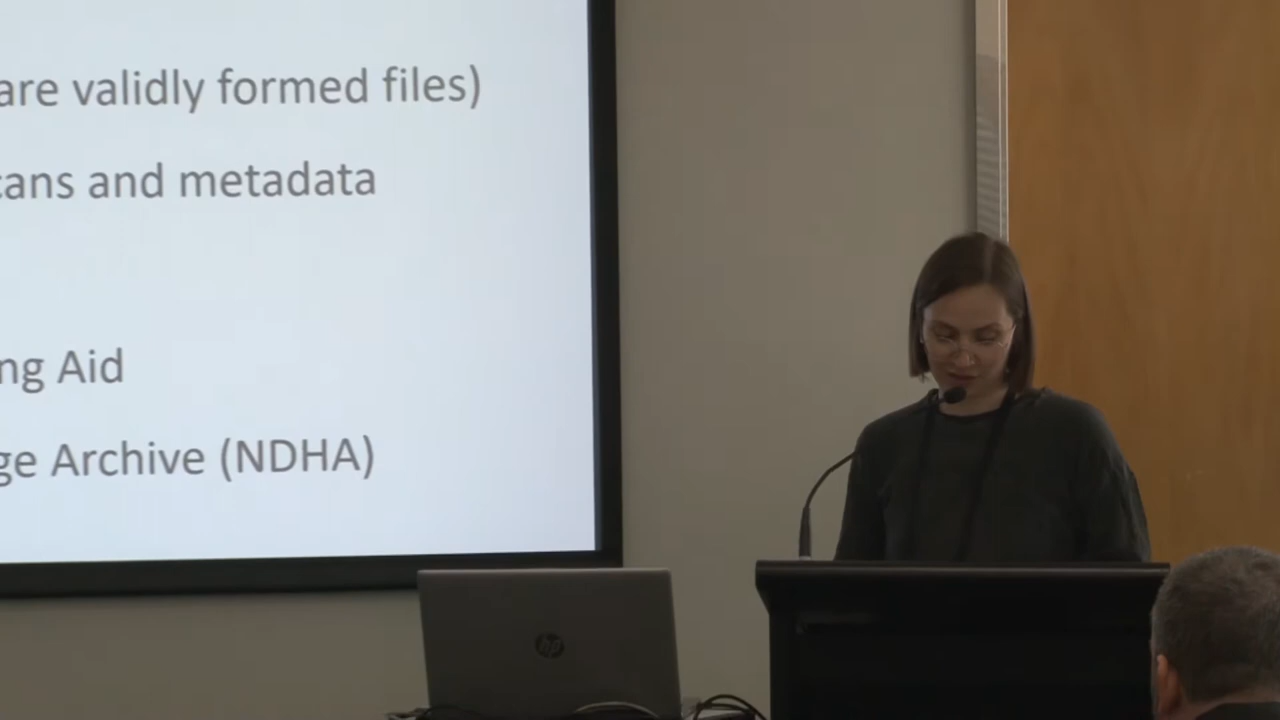 are validly formed files)
cans and metadata
ng Aid
ge Archive (NDHA)
hp